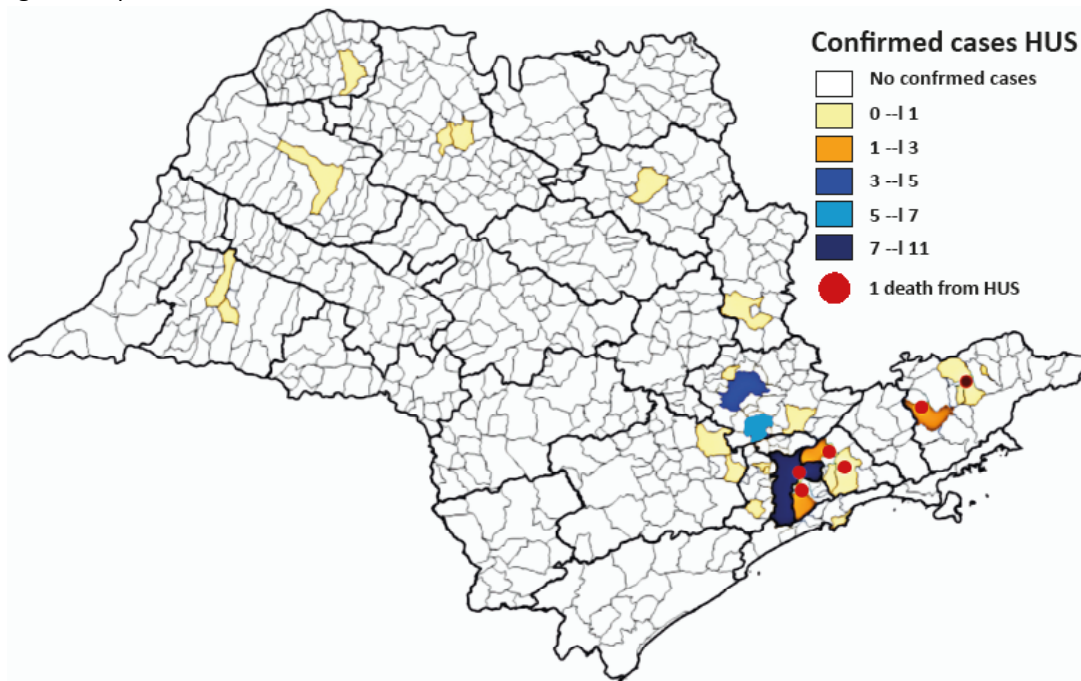 Confirmed cases HUS
No confrmed cases
0 --l 1
1 --l 3
3 --l 5
5 --l 7
7 --l 11
1 death from HUS